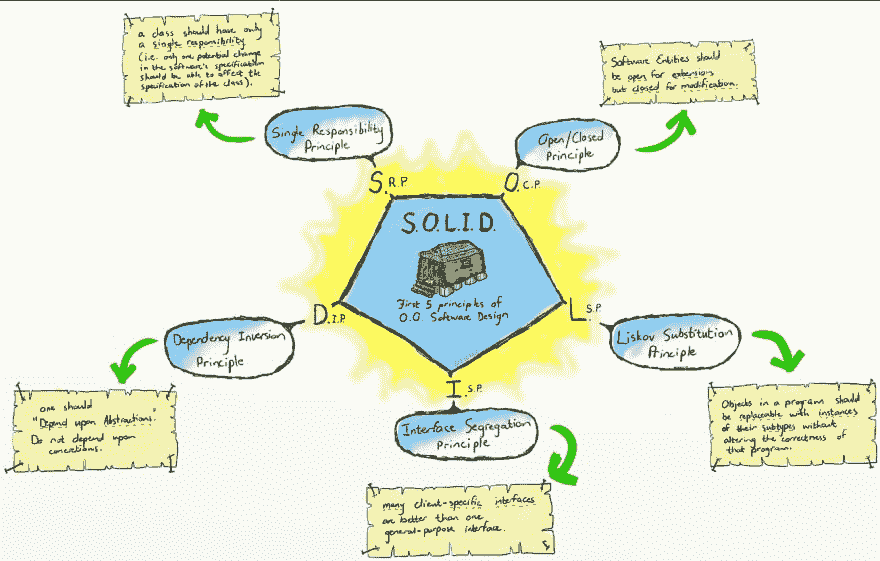 a class should have only
a single responsibility
(i.e. only one potential change
in the software's specification
should be able to affect the
specification of the class).
Single Responsibility
Principle
S.R.P.
Software Entities should
be open for extension
but closed for modification.
Open/Closed
Principle
O.C.P.
S.O.L.I.D.
First 5 principles of
O.O. Software Design
D.I.P.
Dependency Inversion
Principle
one should
"Depend upon Abstractions.
Do not depend upon
concretions.
L.S.P.
Liskov Substitution
Principle
Objects in a program should
be replaceable with instances
of their subtypes without
altering the correctness of
that program.
I.S.P.
Interface Segregation
Principle
many client-specific interfaces
are better than one
general-purpose interface.